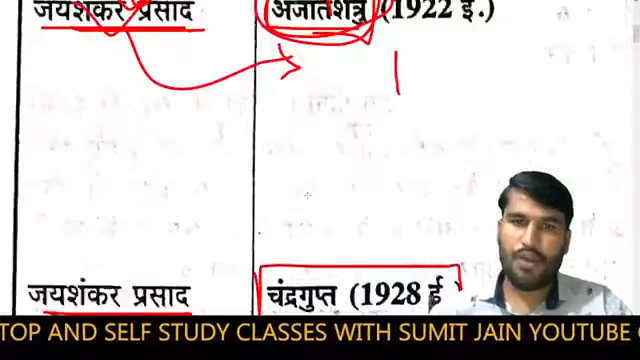 जयशंकर प्रसाद
अजातशत्रु (1922 ई.)
जयशंकर प्रसाद
चंद्रगुप्त (1928 ई
TOP AND SELF STUDY CLASSES WITH SUMIT JAIN YOUTUBE